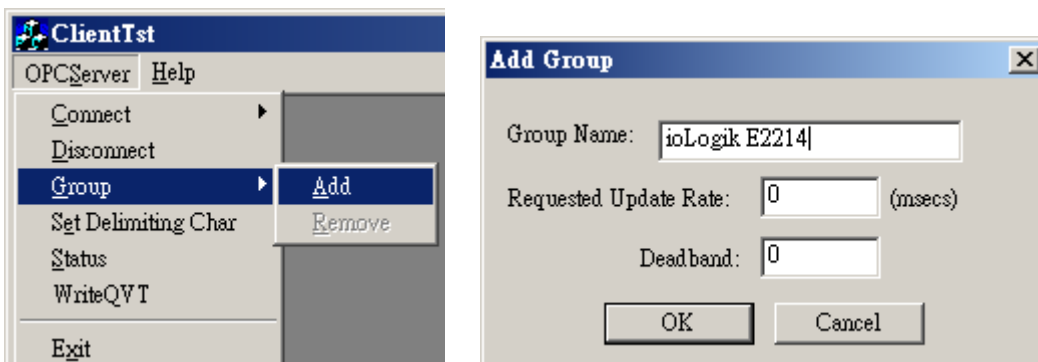 ClientTst
OPCServer Help
Connect
Disconnect
Group
Add
Set Delimiting Char
Remove
Status
WriteQVT
Exit
Add Group
Group Name: ioLogik E2214
Requested Update Rate: 0 (msecs)
Deadband: 0
OK Cancel